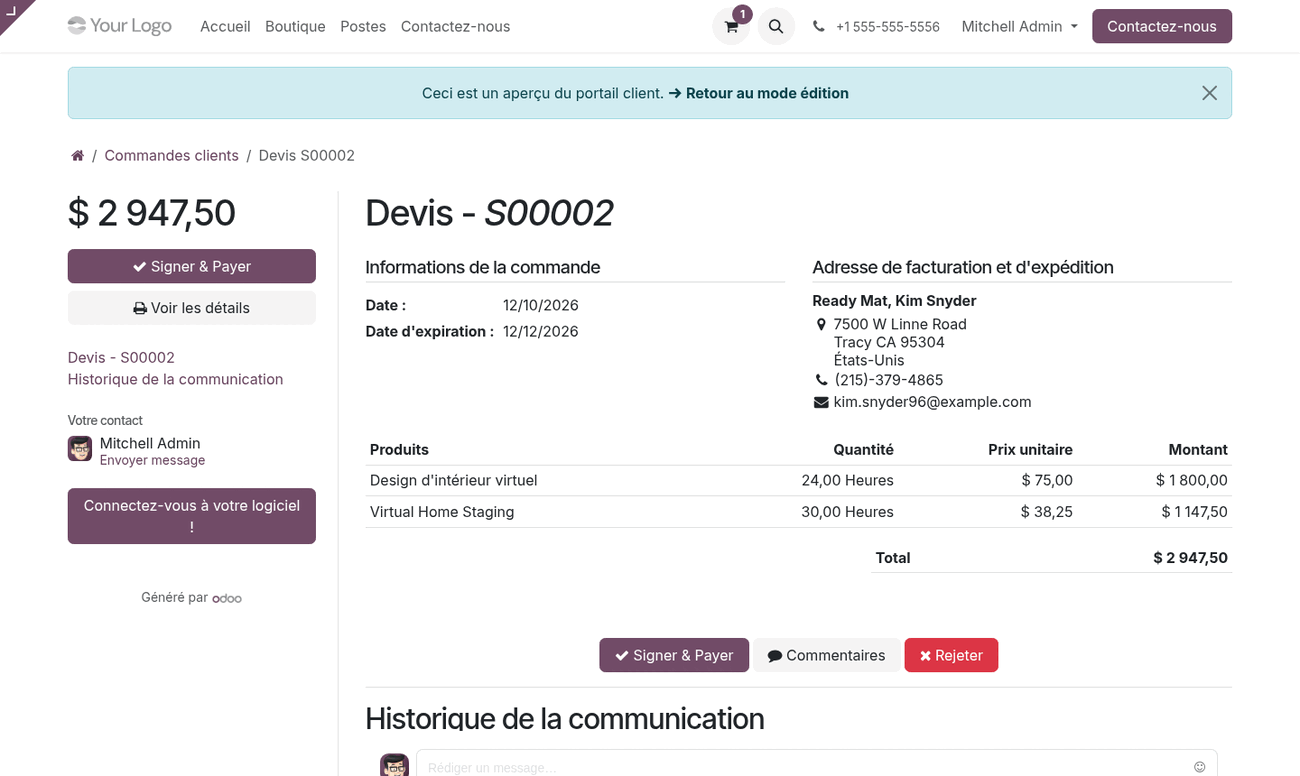 Your Logo
Accueil Boutique Postes Contactez-nous
1
+1 555-555-5556
Mitchell Admin
Contactez-nous
Ceci est un aperçu du portail client. → Retour au mode édition
/ Commandes clients / Devis S00002
$ 2 947,50
Signer & Payer
Voir les détails
Devis - S00002
Historique de la communication
Votre contact
Mitchell Admin
Envoyer message
Connectez-vous à votre logiciel
!
Généré par odoo
Devis - S00002
Informations de la commande
Date : 12/10/2026
Date d'expiration : 12/12/2026
Adresse de facturation et d'expédition
Ready Mat, Kim Snyder
7500 W Linne Road
Tracy CA 95304
États-Unis
(215)-379-4865
kim.snyder96@example.com
Produits Quantité Prix unitaire Montant
Design d'intérieur virtuel 24,00 Heures $ 75,00 $ 1 800,00
Virtual Home Staging 30,00 Heures $ 38,25 $ 1 147,50
Total $ 2 947,50
Signer & Payer Commentaires Rejeter
Historique de la communication
Rédiger un message…